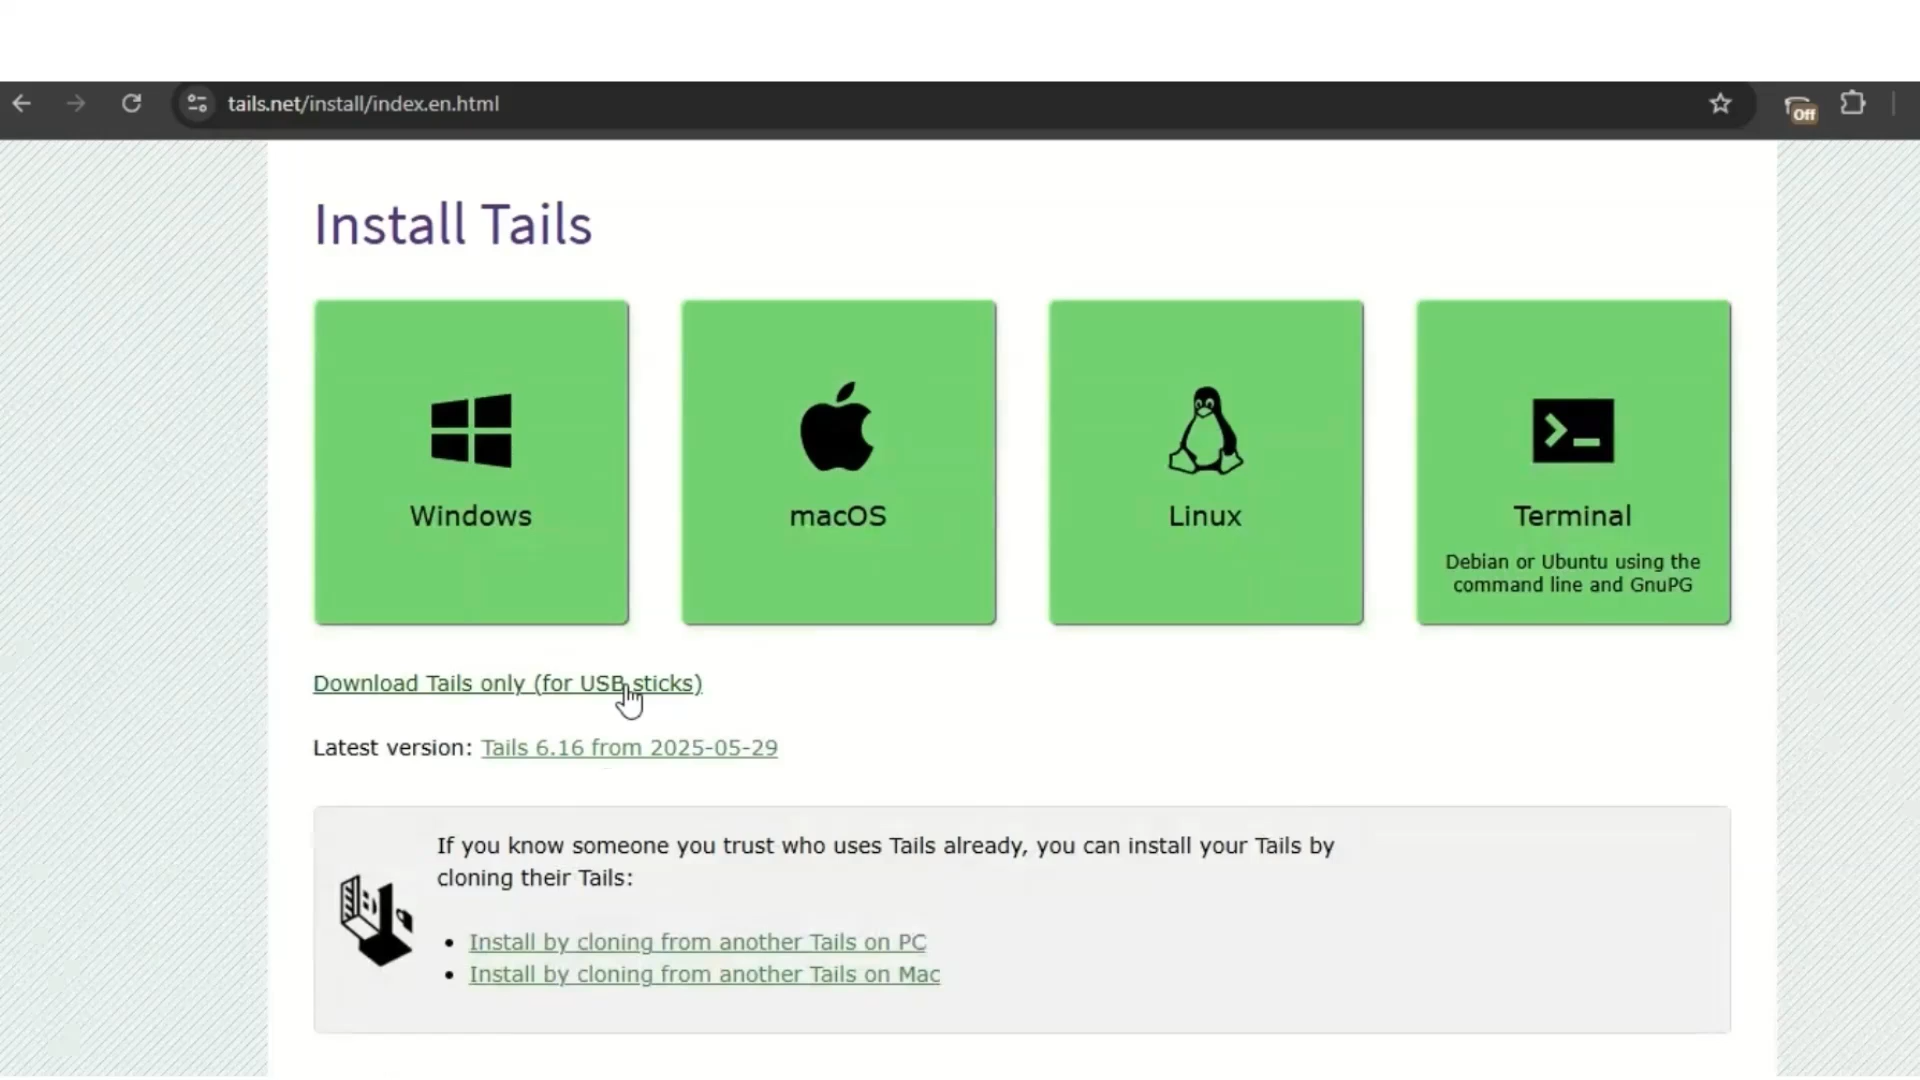 tails.net/install/index.en.html
Off
Install Tails
Windows
macOS
Linux
Terminal
Debian or Ubuntu using the
command line and GnuPG
Download Tails only (for USB sticks)
Latest version: Tails 6.16 from 2025-05-29
If you know someone you trust who uses Tails already, you can install your Tails by
cloning their Tails:
Install by cloning from another Tails on PC
Install by cloning from another Tails on Mac